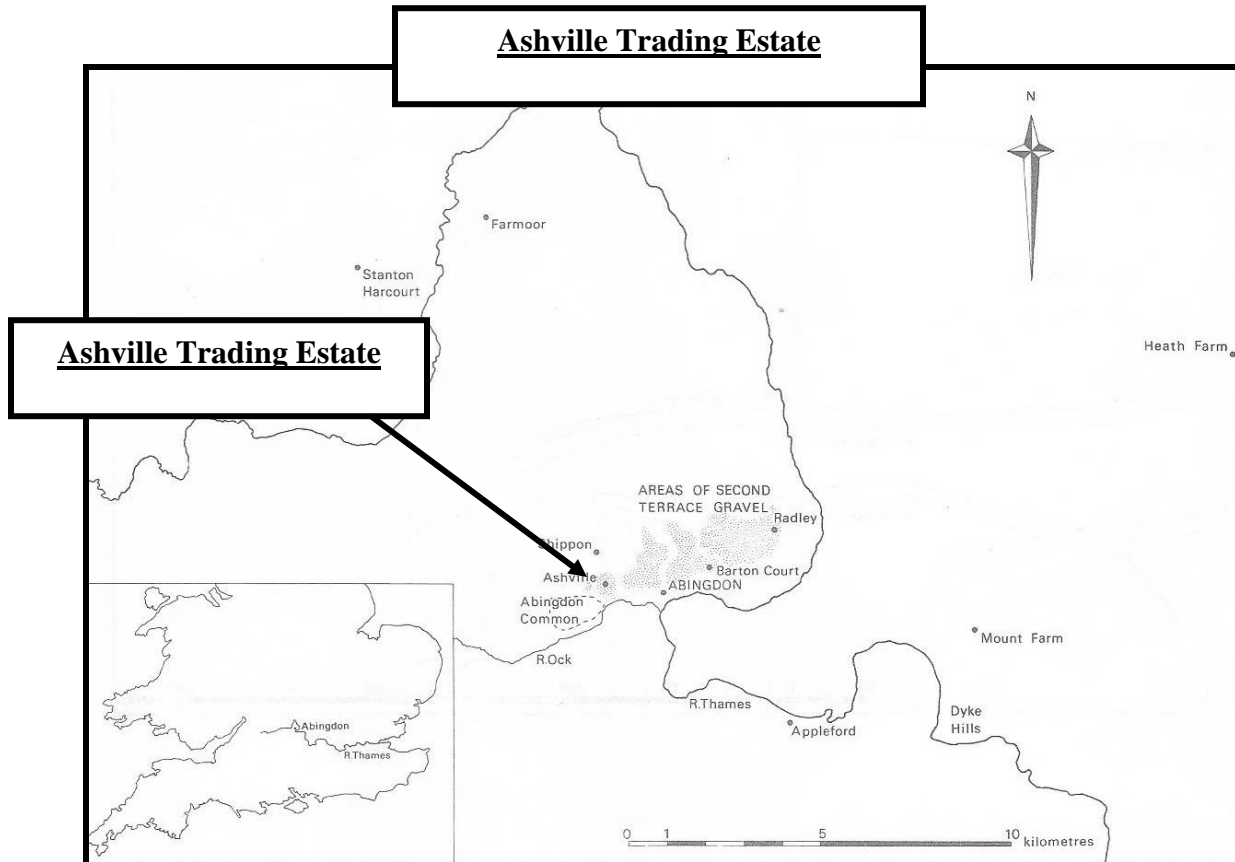 Ashville Trading Estate
N
Farmoor
Stanton
Harcourt
Ashville Trading Estate
Heath Farm
AREAS OF SECOND
TERRACE GRAVEL
Radley
Shippon
Barton Court
Ashville
ABINGDON
Abingdon
Common
Mount Farm
R.Ock
R.Thames
Dyke
Hills
Appleford
Abingdon
R.Thames
0 1 5 10 kilometres